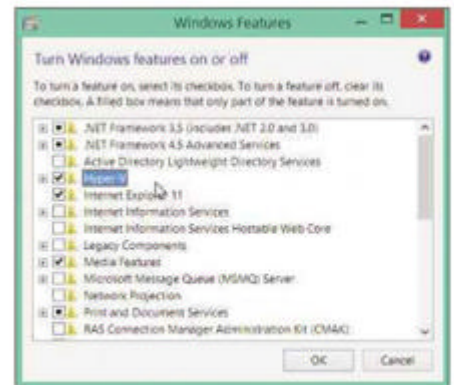 Windows Features
Turn Windows features on or off
To turn a feature on, select its checkbox. To turn a feature off, clear its
checkbox. A filled box means that only part of the feature is turned on.
.NET Framework 3.5 (includes .NET 2.0 and 3.0)
.NET Framework 4.5 Advanced Services
Active Directory Lightweight Directory Services
Hyper-V
Internet Explorer 11
Internet Information Services
Internet Information Services Hostable Web Core
Legacy Components
Media Features
Microsoft Message Queue (MSMQ) Server
Network Projection
Print and Document Services
RAS Connection Manager Administration Kit (CMAK)
OK Cancel